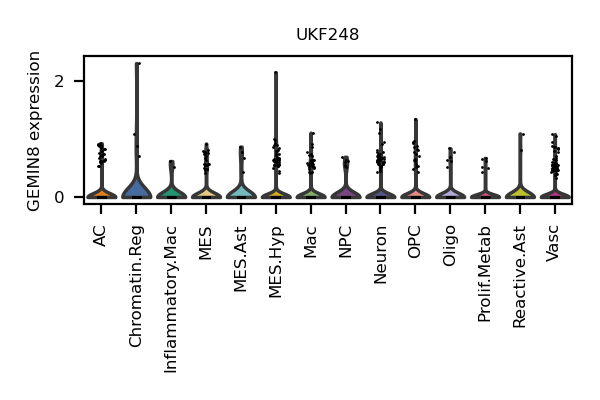 UKF248
GEMIN8 expression
2
0
AC
Chromatin.Reg
Inflammatory.Mac
MES
MES.Ast
MES.Hyp
Mac
NPC
Neuron
OPC
Oligo
Prolif.Metab
Reactive.Ast
Vasc